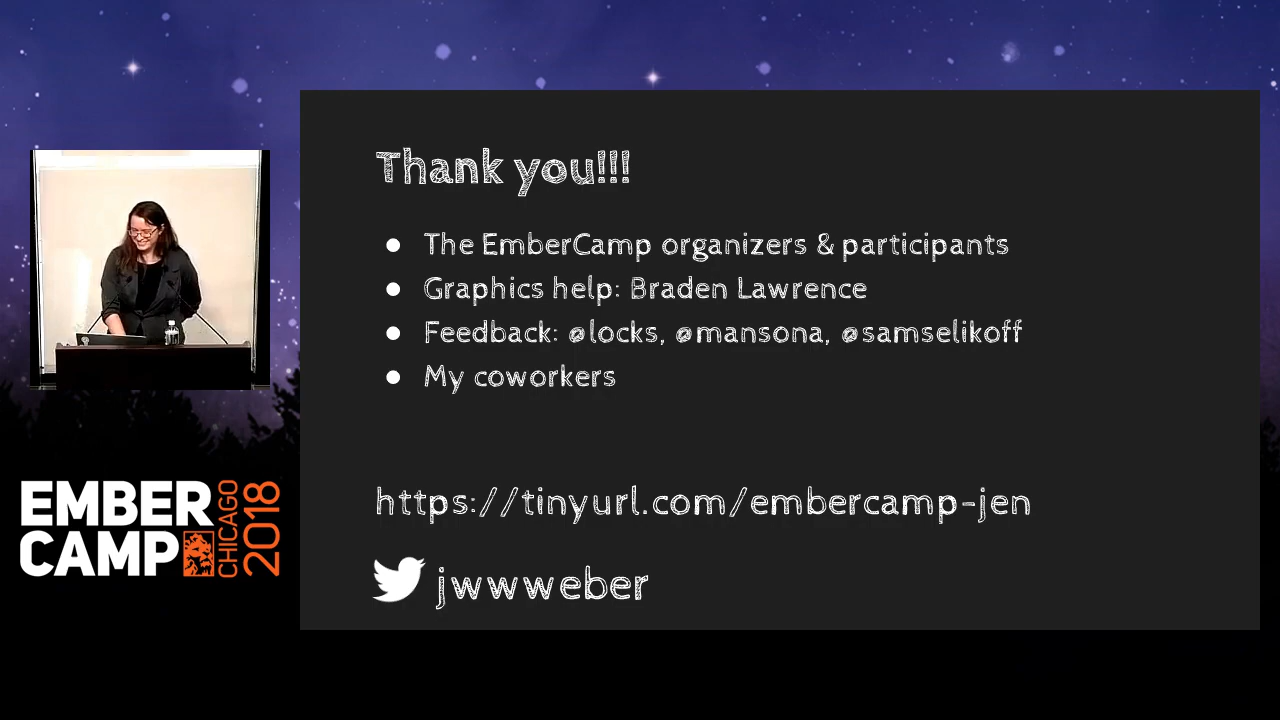 Thank you!!!
The EmberCamp organizers & participants
Graphics help: Braden Lawrence
Feedback: @locks, @mansona, @samselikoff
My coworkers
https://tinyurl.com/embercamp-jen
jwwweber
EMBER
CAMP
CHICAGO
2018